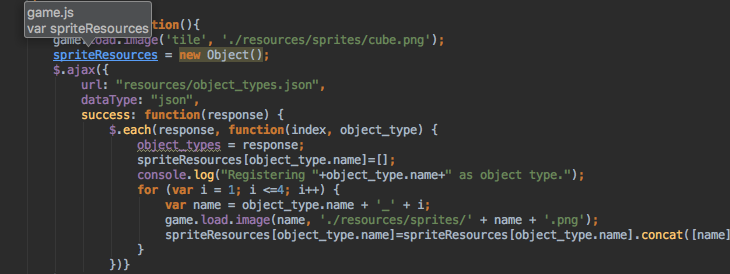 game.js
var spriteResources
tion(){
game.load.image('tile', './resources/sprites/cube.png');
spriteResources = new Object();
$.ajax({
url: "resources/object_types.json",
dataType: "json",
success: function(response) {
$.each(response, function(index, object_type) {
object_types = response;
spriteResources[object_type.name]=[];
console.log("Registering "+object_type.name+" as object type.");
for (var i = 1; i <=4; i++) {
var name = object_type.name + '_' + i;
game.load.image(name, './resources/sprites/' + name + '.png');
spriteResources[object_type.name]=spriteResources[object_type.name].concat([name]
}
})}